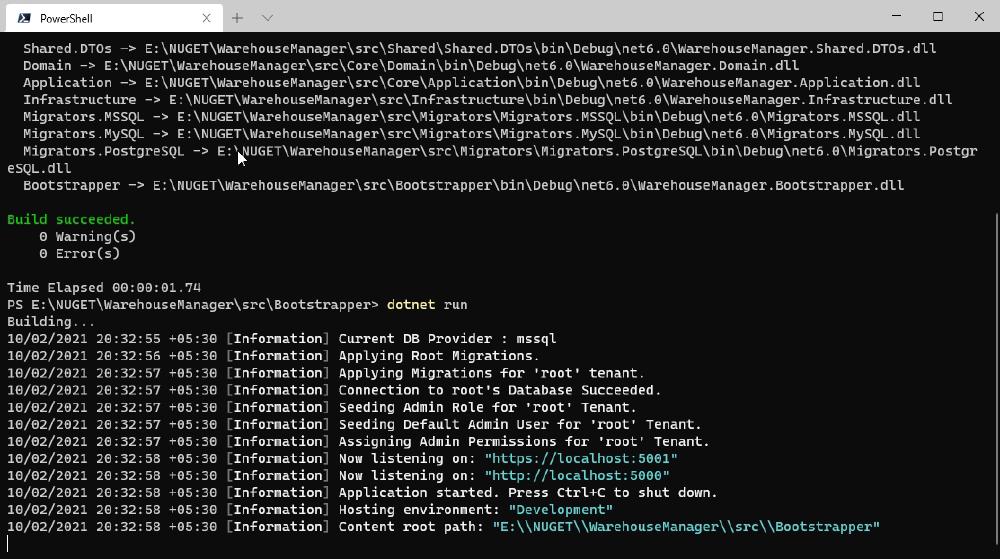 PowerShell
Shared.DTOs -> E:\NUGET\WarehouseManager\src\Shared\Shared.DTOs\bin\Debug\net6.0\WarehouseManager.Shared.DTOs.dll
Domain -> E:\NUGET\WarehouseManager\src\Core\Domain\bin\Debug\net6.0\WarehouseManager.Domain.dll
Application -> E:\NUGET\WarehouseManager\src\Core\Application\bin\Debug\net6.0\WarehouseManager.Application.dll
Infrastructure -> E:\NUGET\WarehouseManager\src\Infrastructure\bin\Debug\net6.0\WarehouseManager.Infrastructure.dll
Migrators.MSSQL -> E:\NUGET\WarehouseManager\src\Migrators\Migrators.MSSQL\bin\Debug\net6.0\Migrators.MSSQL.dll
Migrators.MySQL -> E:\NUGET\WarehouseManager\src\Migrators\Migrators.MySQL\bin\Debug\net6.0\Migrators.MySQL.dll
Migrators.PostgreSQL -> E:\NUGET\WarehouseManager\src\Migrators\Migrators.PostgreSQL\bin\Debug\net6.0\Migrators.Postgr
eSQL.dll
Bootstrapper -> E:\NUGET\WarehouseManager\src\Bootstrapper\bin\Debug\net6.0\WarehouseManager.Bootstrapper.dll
Build succeeded.
0 Warning(s)
0 Error(s)
Time Elapsed 00:00:01.74
PS E:\NUGET\WarehouseManager\src\Bootstrapper> dotnet run
Building...
10/02/2021 20:32:55 +05:30 [Information] Current DB Provider : mssql
10/02/2021 20:32:56 +05:30 [Information] Applying Root Migrations.
10/02/2021 20:32:57 +05:30 [Information] Applying Migrations for 'root' tenant.
10/02/2021 20:32:57 +05:30 [Information] Connection to root's Database Succeeded.
10/02/2021 20:32:57 +05:30 [Information] Seeding Admin Role for 'root' Tenant.
10/02/2021 20:32:57 +05:30 [Information] Seeding Default Admin User for 'root' Tenant.
10/02/2021 20:32:57 +05:30 [Information] Assigning Admin Permissions for 'root' Tenant.
10/02/2021 20:32:58 +05:30 [Information] Now listening on: "https://localhost:5001"
10/02/2021 20:32:58 +05:30 [Information] Now listening on: "http://localhost:5000"
10/02/2021 20:32:58 +05:30 [Information] Application started. Press Ctrl+C to shut down.
10/02/2021 20:32:58 +05:30 [Information] Hosting environment: "Development"
10/02/2021 20:32:58 +05:30 [Information] Content root path: "E:\\NUGET\\WarehouseManager\\src\\Bootstrapper"